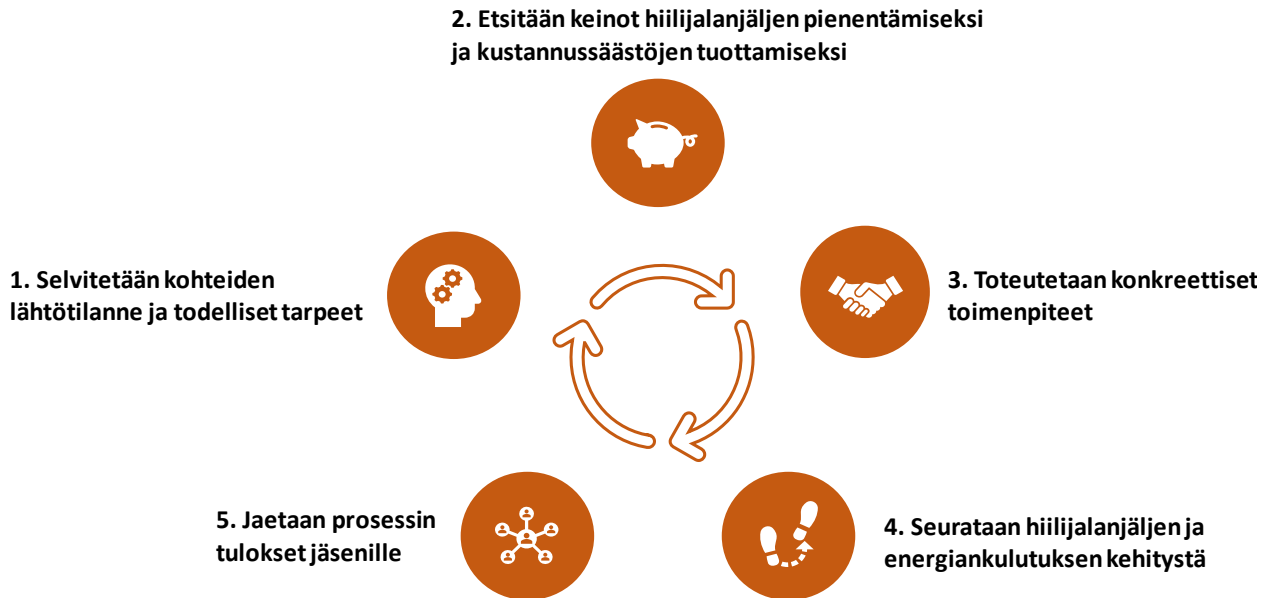 2. Etsitään keinot hiilijalanjäljen pienentämiseksi
ja kustannussäästöjen tuottamiseksi
1. Selvitetään kohteiden
lähtötilanne ja todelliset tarpeet
3. Toteutetaan konkreettiset
toimenpiteet
5. Jaetaan prosessin
tulokset jäsenille
4. Seurataan hiilijalanjäljen ja
energiankulutuksen kehitystä